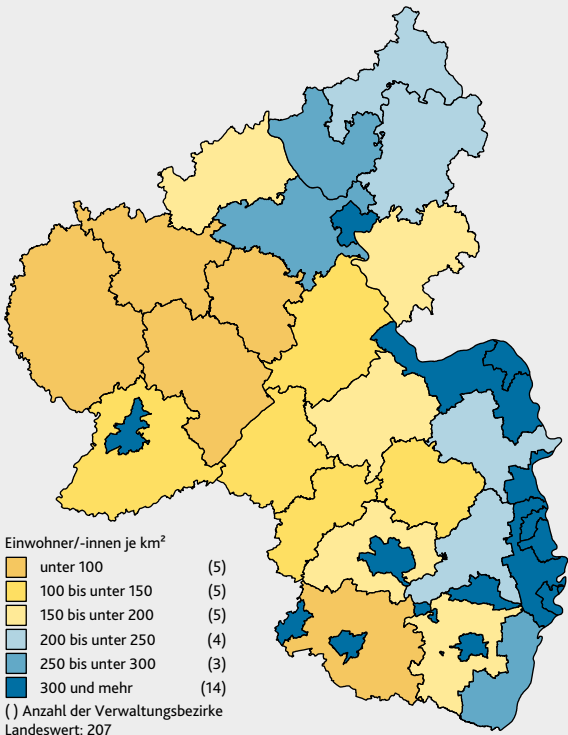 Einwohner/-innen je km²
unter 100 (5)
100 bis unter 150 (5)
150 bis unter 200 (5)
200 bis unter 250 (4)
250 bis unter 300 (3)
300 und mehr (14)
( ) Anzahl der Verwaltungsbezirke
Landeswert: 207